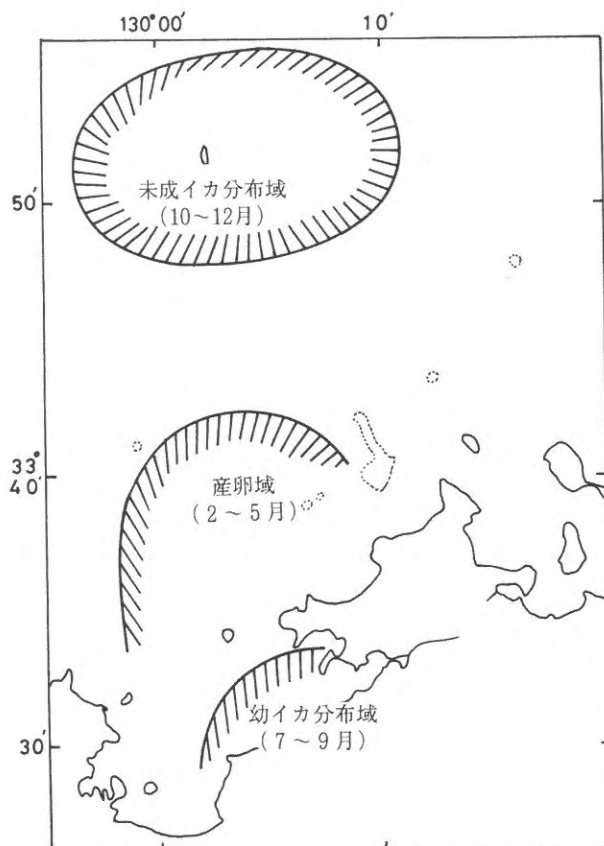 130°00′
10′
未成イカ分布域
(10～12月)
50′
33°
40′
産卵域
(2～5月)
幼イカ分布域
(7～9月)
30′